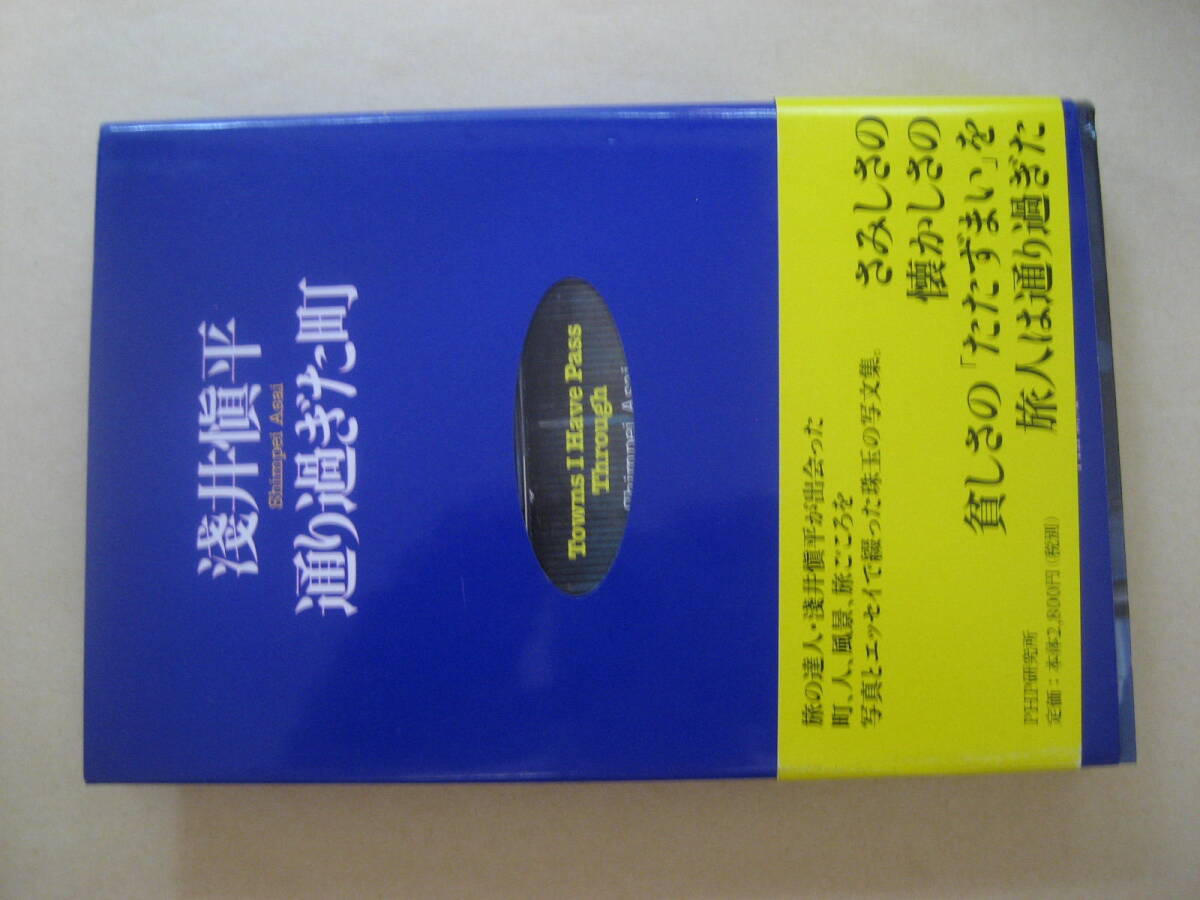 淺井愼平
Shimpei Asai
通り過ぎた町
Towns I Have Pass
Through
Shimpei Asai
さみしさの
懐かしさの
貧しさの「たたずまい」を
旅人は通り過ぎた
旅の達人・淺井愼平が出会った
町、人、風景、旅ごころを
写真とエッセイで綴った珠玉の写文集。
PHP研究所
定価：本体2,800円（税別）